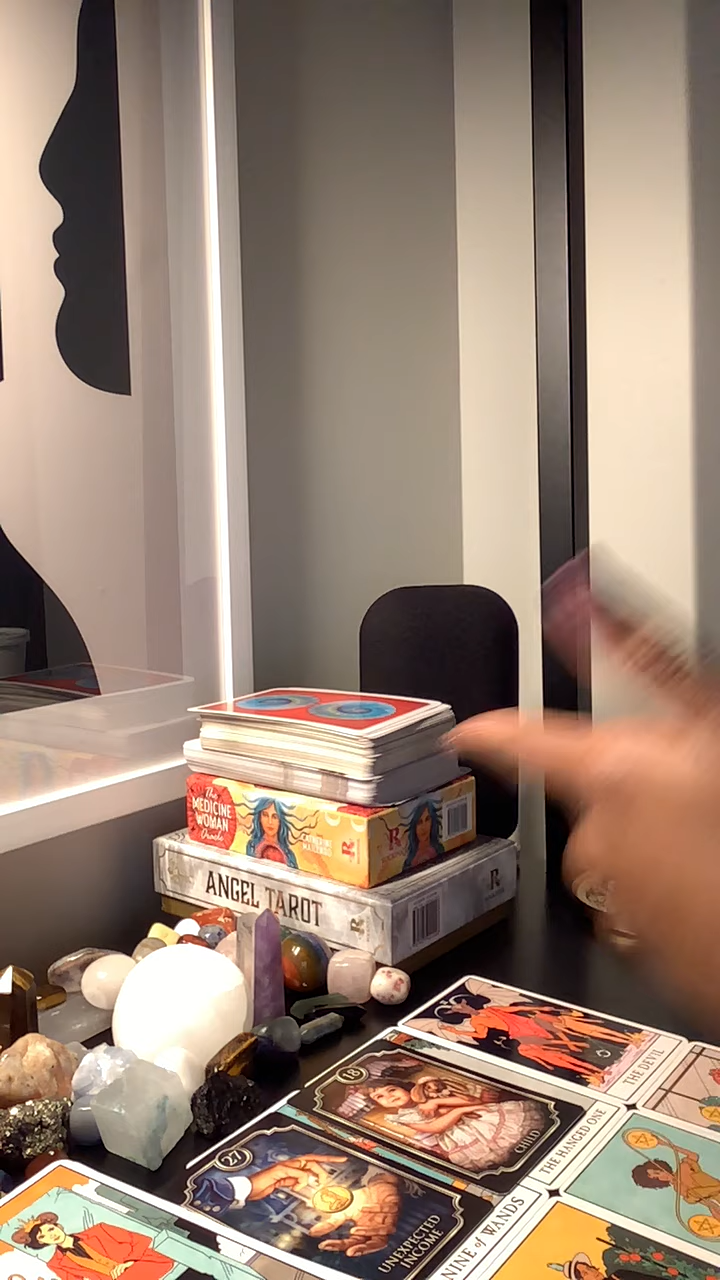 The
MEDICINE
WOMAN
Oracle
CATHERINE
R
ANGEL TAROT
R
THE DEVIL
18
CHILD
THE HANGED ONE
27
UNEXPECTED
INCOME
NINE of WANDS